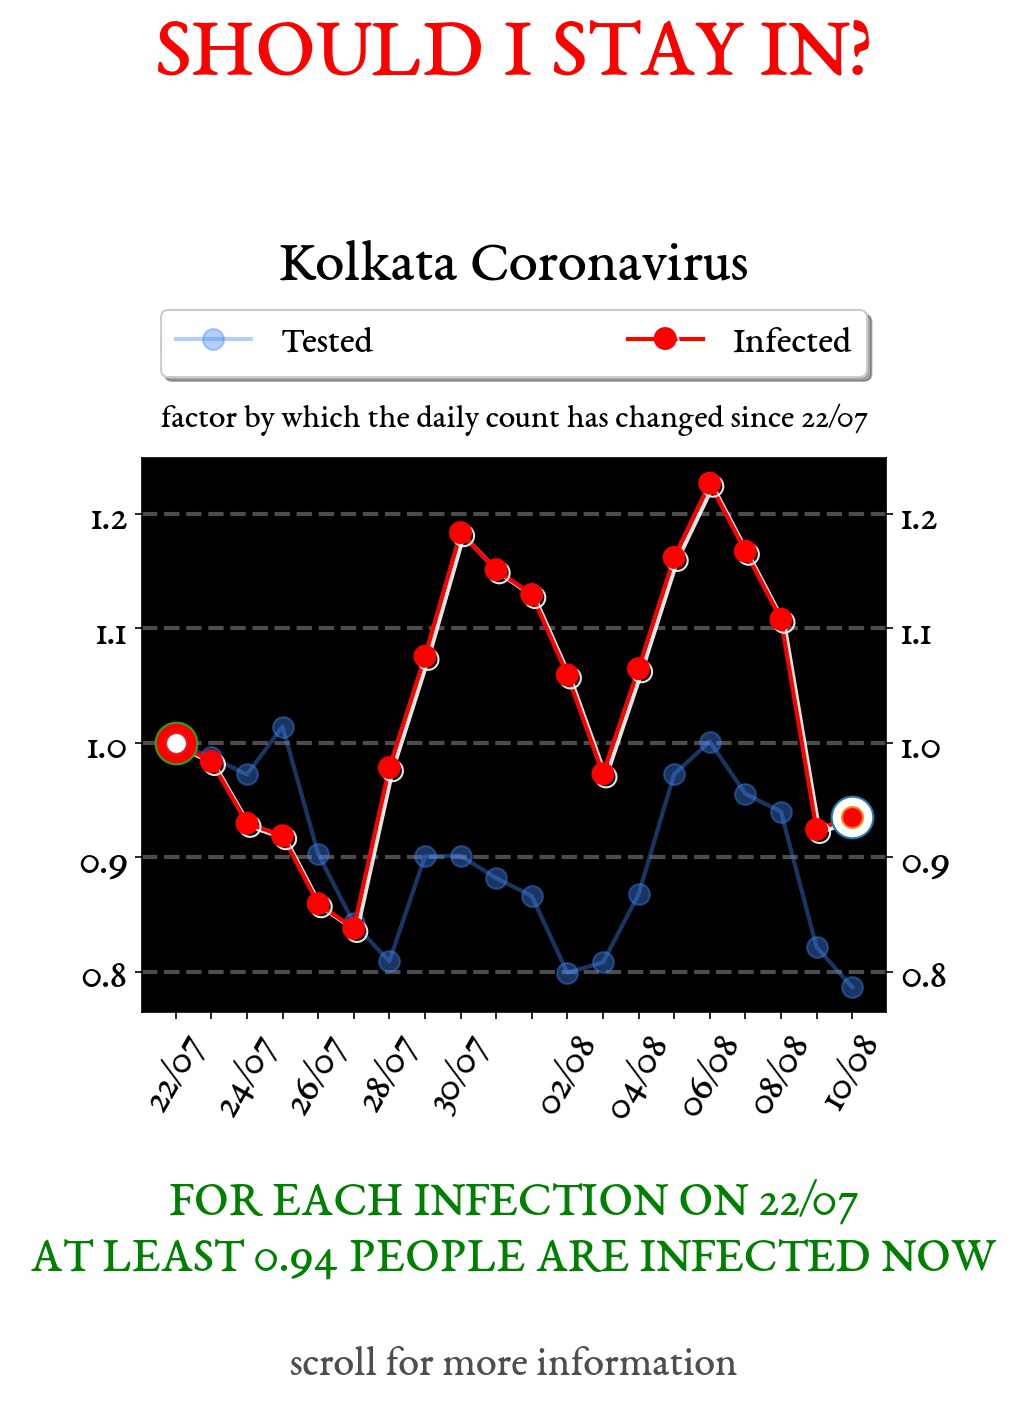 SHOULD I STAY IN?
Kolkata Coronavirus
Tested Infected
factor by which the daily count has changed since 22/07
1.2 1.2
1.1 1.1
1.0 1.0
0.9 0.9
0.8 0.8
22/07 24/07 26/07 28/07 30/07 02/08 04/08 06/08 08/08 10/08
FOR EACH INFECTION ON 22/07
AT LEAST 0.94 PEOPLE ARE INFECTED NOW
scroll for more information